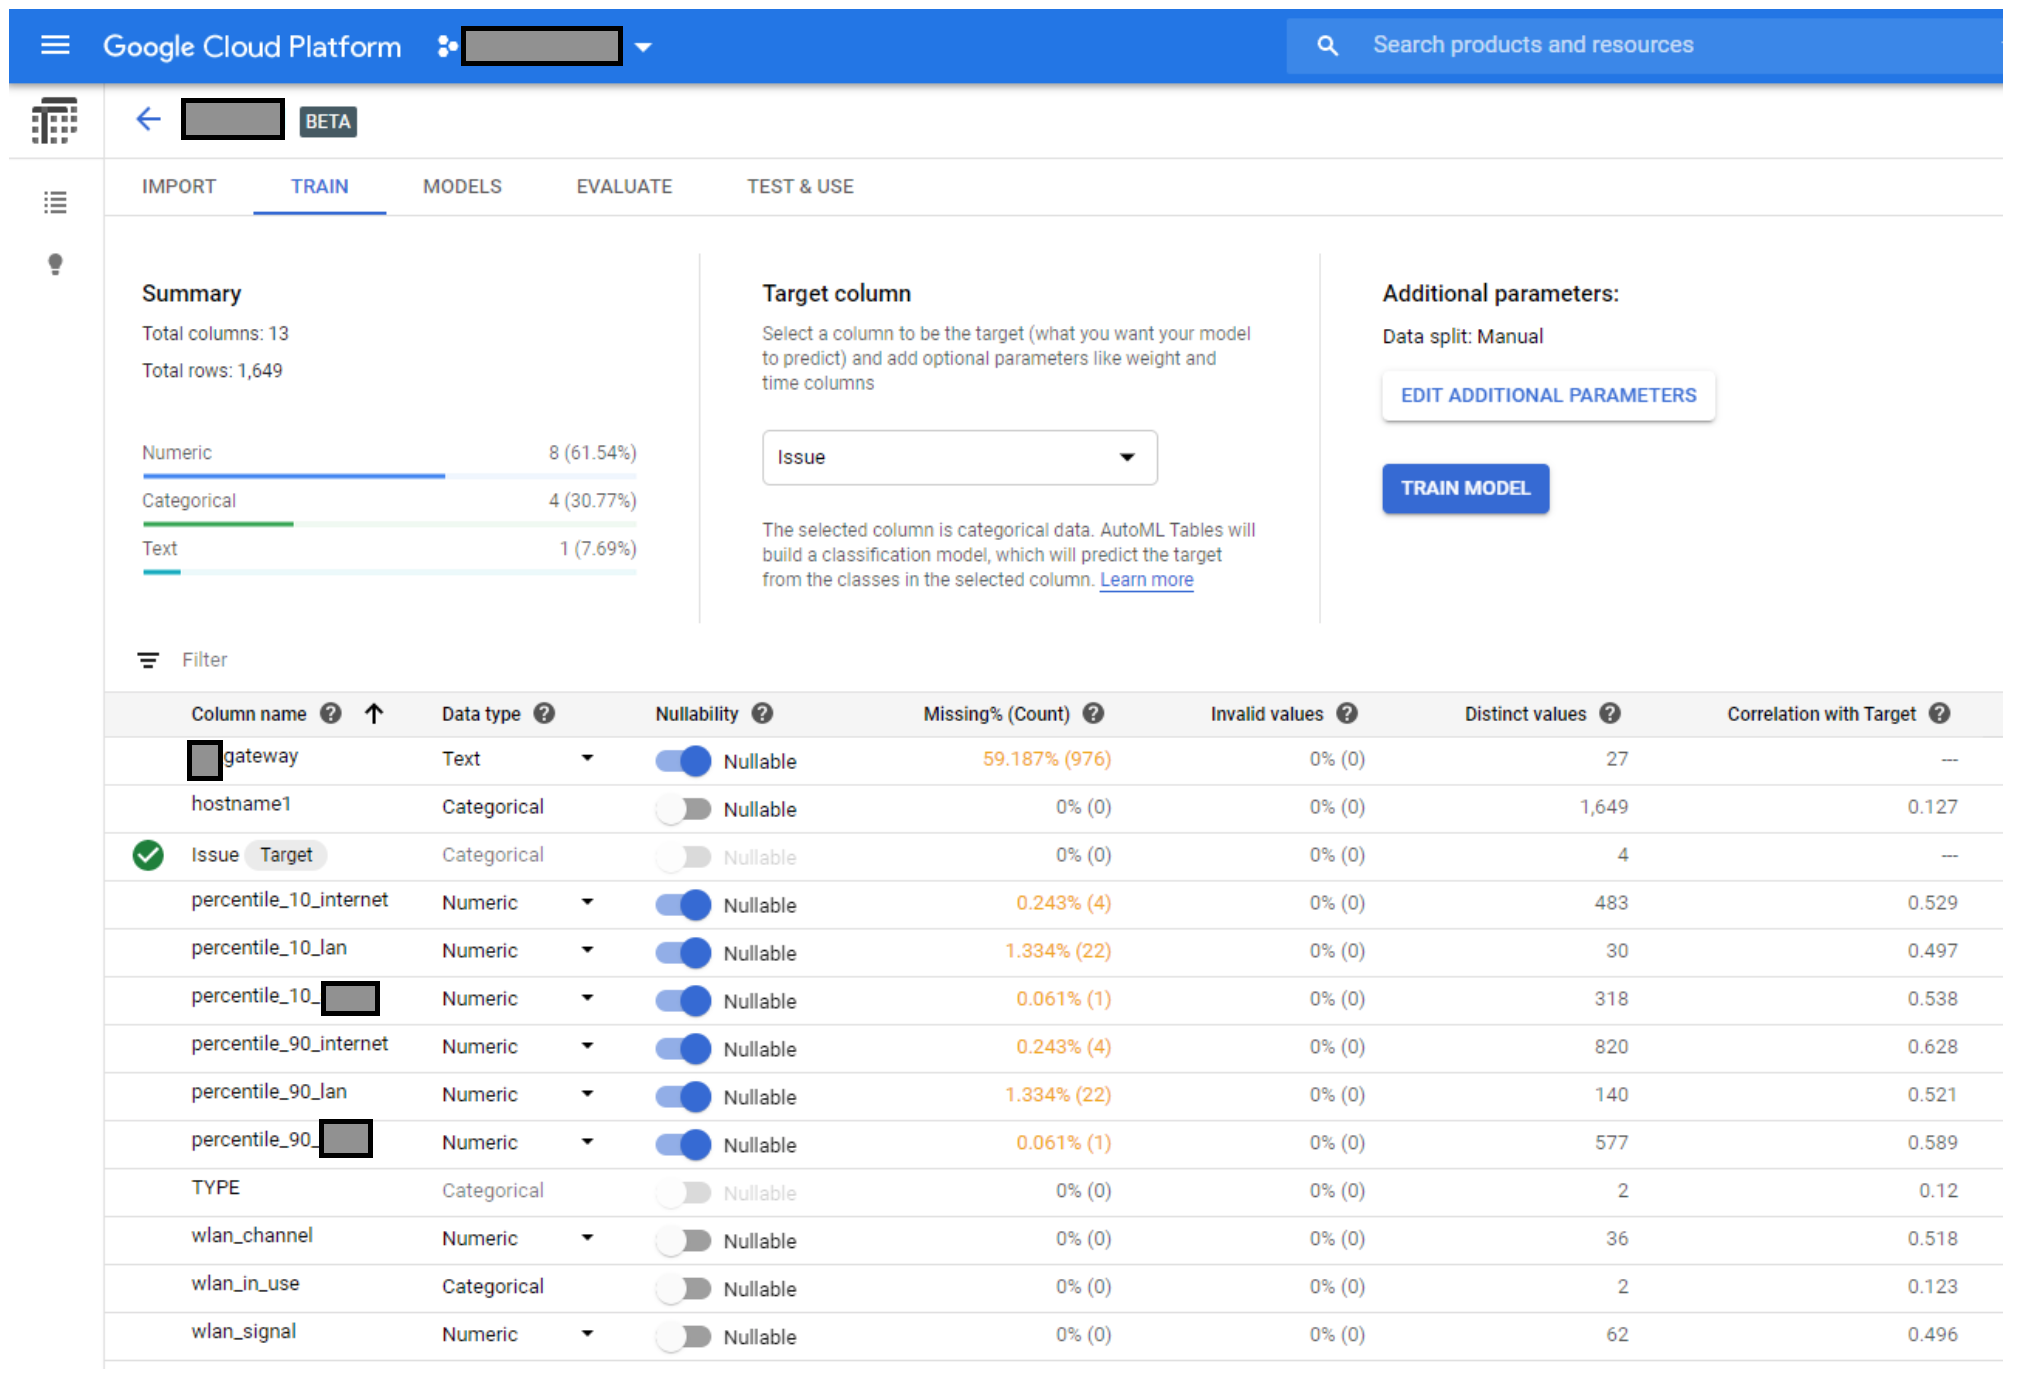 Google Cloud Platform
Search products and resources
BETA
IMPORT TRAIN MODELS EVALUATE TEST & USE
Summary
Total columns: 13
Total rows: 1,649
Numeric 8 (61.54%)
Categorical 4 (30.77%)
Text 1 (7.69%)
Target column
Select a column to be the target (what you want your model
to predict) and add optional parameters like weight and
time columns
Issue
The selected column is categorical data. AutoML Tables will
build a classification model, which will predict the target
from the classes in the selected column. Learn more
Additional parameters:
Data split: Manual
EDIT ADDITIONAL PARAMETERS
TRAIN MODEL
Filter
Column name Data type Nullability Missing% (Count) Invalid values Distinct values Correlation with Target
gateway Text Nullable 59.187% (976) 0% (0) 27 —
hostname1 Categorical Nullable 0% (0) 0% (0) 1,649 0.127
Issue Target Categorical Nullable 0% (0) 0% (0) 4 —
percentile_10_internet Numeric Nullable 0.243% (4) 0% (0) 483 0.529
percentile_10_lan Numeric Nullable 1.334% (22) 0% (0) 30 0.497
percentile_10_ Numeric Nullable 0.061% (1) 0% (0) 318 0.538
percentile_90_internet Numeric Nullable 0.243% (4) 0% (0) 820 0.628
percentile_90_lan Numeric Nullable 1.334% (22) 0% (0) 140 0.521
percentile_90_ Numeric Nullable 0.061% (1) 0% (0) 577 0.589
TYPE Categorical Nullable 0% (0) 0% (0) 2 0.12
wlan_channel Numeric Nullable 0% (0) 0% (0) 36 0.518
wlan_in_use Categorical Nullable 0% (0) 0% (0) 2 0.123
wlan_signal Numeric Nullable 0% (0) 0% (0) 62 0.496